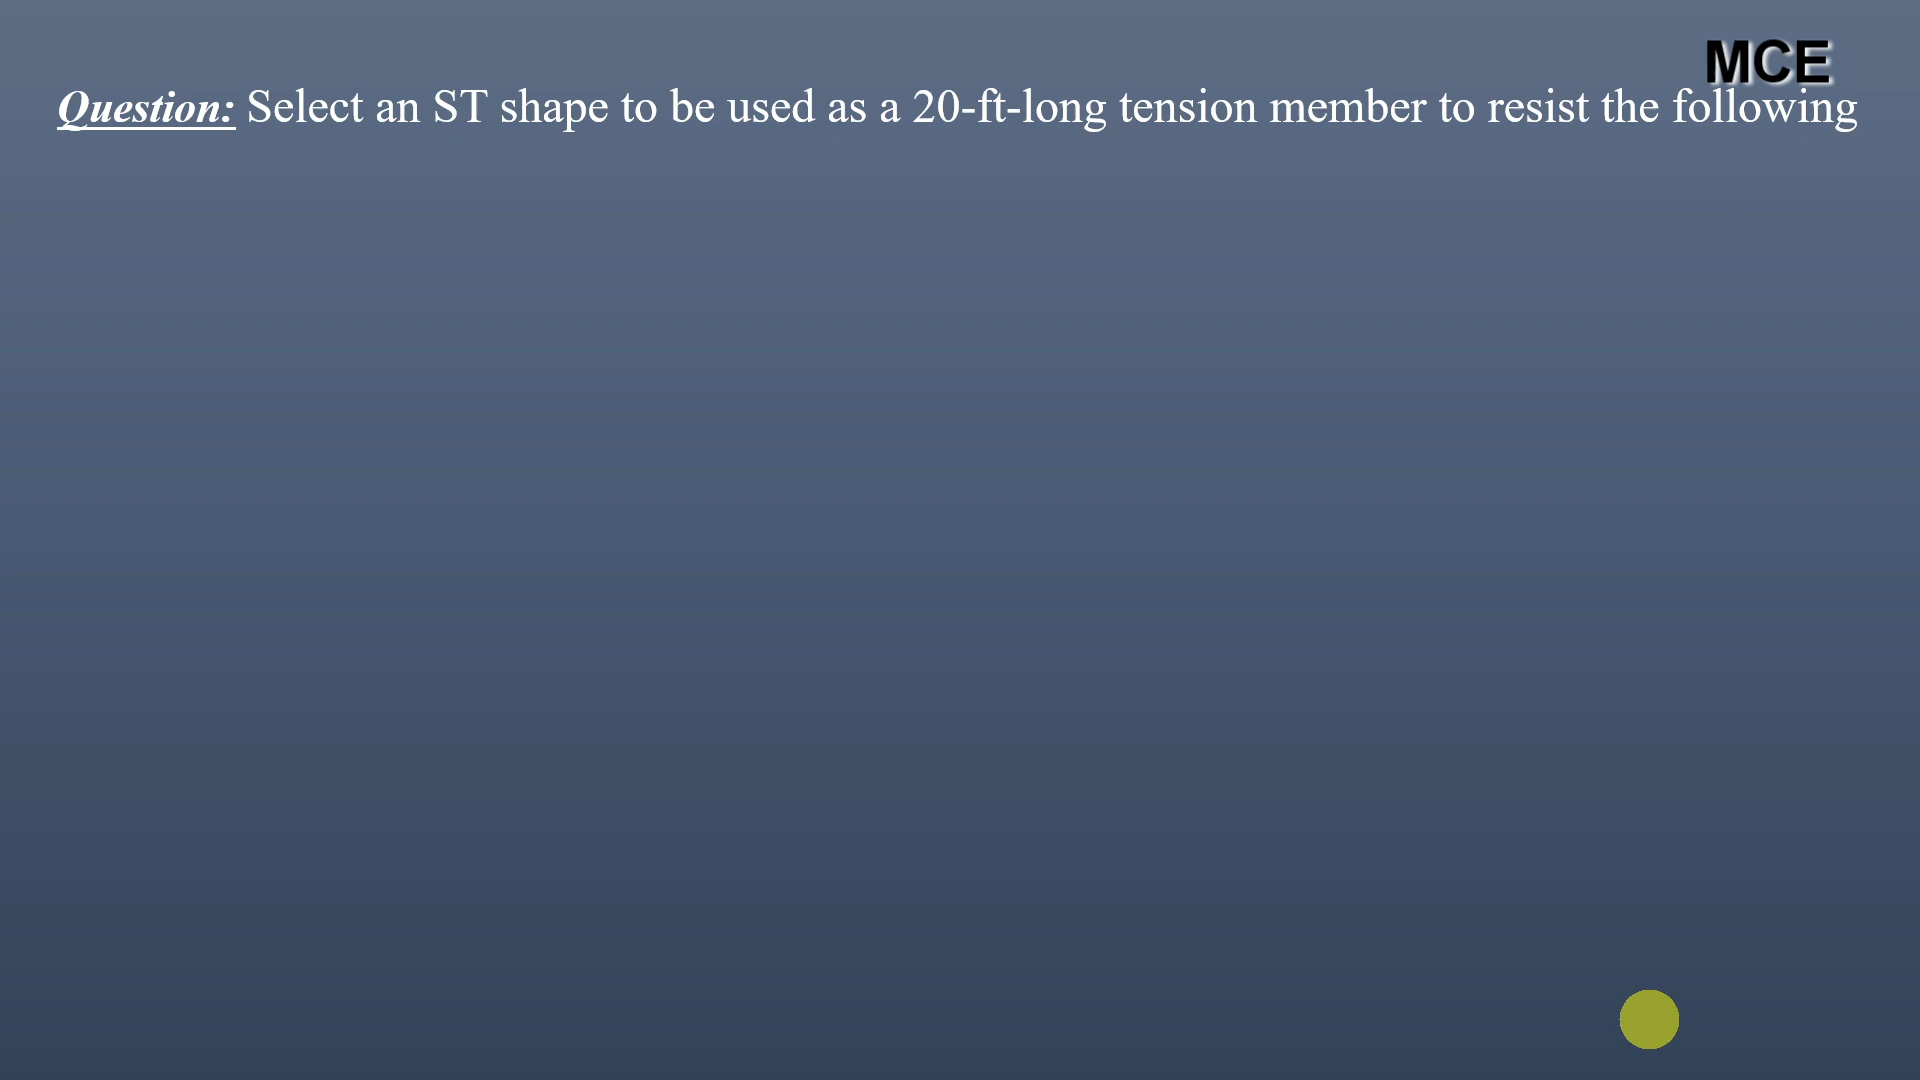 MCE
Question: Select an ST shape to be used as a 20-ft-long tension member to resist the following